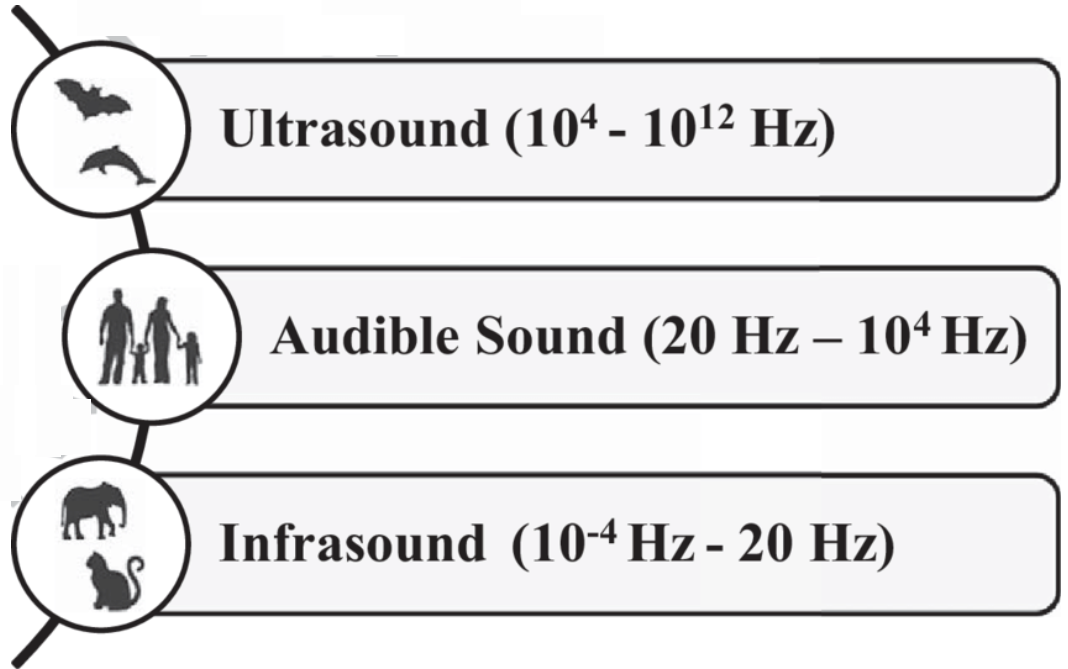 Ultrasound (10⁴ - 10¹² Hz)
Audible Sound (20 Hz – 10⁴ Hz)
Infrasound (10⁻⁴ Hz - 20 Hz)